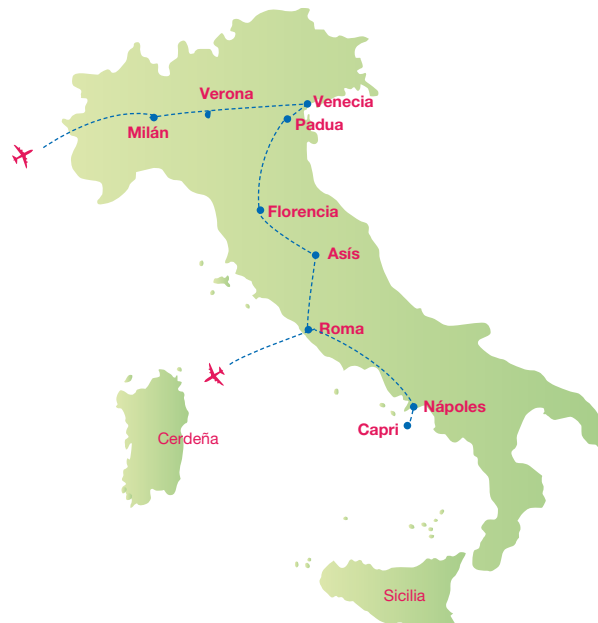 Verona
Venecia
Milán
Padua
Florencia
Asís
Roma
Nápoles
Capri
Cerdeña
Sicilia